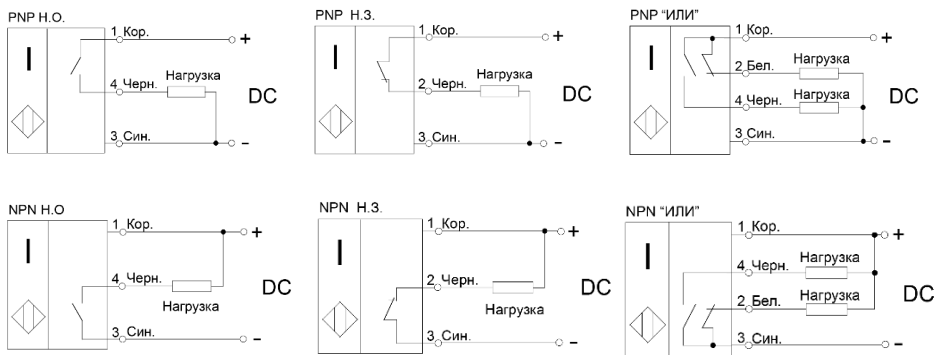 PNP Н.О.
1 Кор.
+
4 Черн.
Нагрузка
DC
3 Син.
-
PNP Н.З.
1 Кор.
+
2 Черн.
Нагрузка
DC
3 Син.
-
PNP “ИЛИ”
1 Кор.
+
2 Бел.
Нагрузка
DC
4 Черн.
Нагрузка
3 Син.
-
NPN Н.О
1 Кор.
+
4 Черн.
Нагрузка
DC
3 Син.
-
NPN Н.З.
1 Кор.
+
2 Черн.
Нагрузка
DC
3 Син.
-
NPN “ИЛИ”
1 Кор.
+
4 Черн.
Нагрузка
DC
2 Бел.
Нагрузка
3 Син.
-